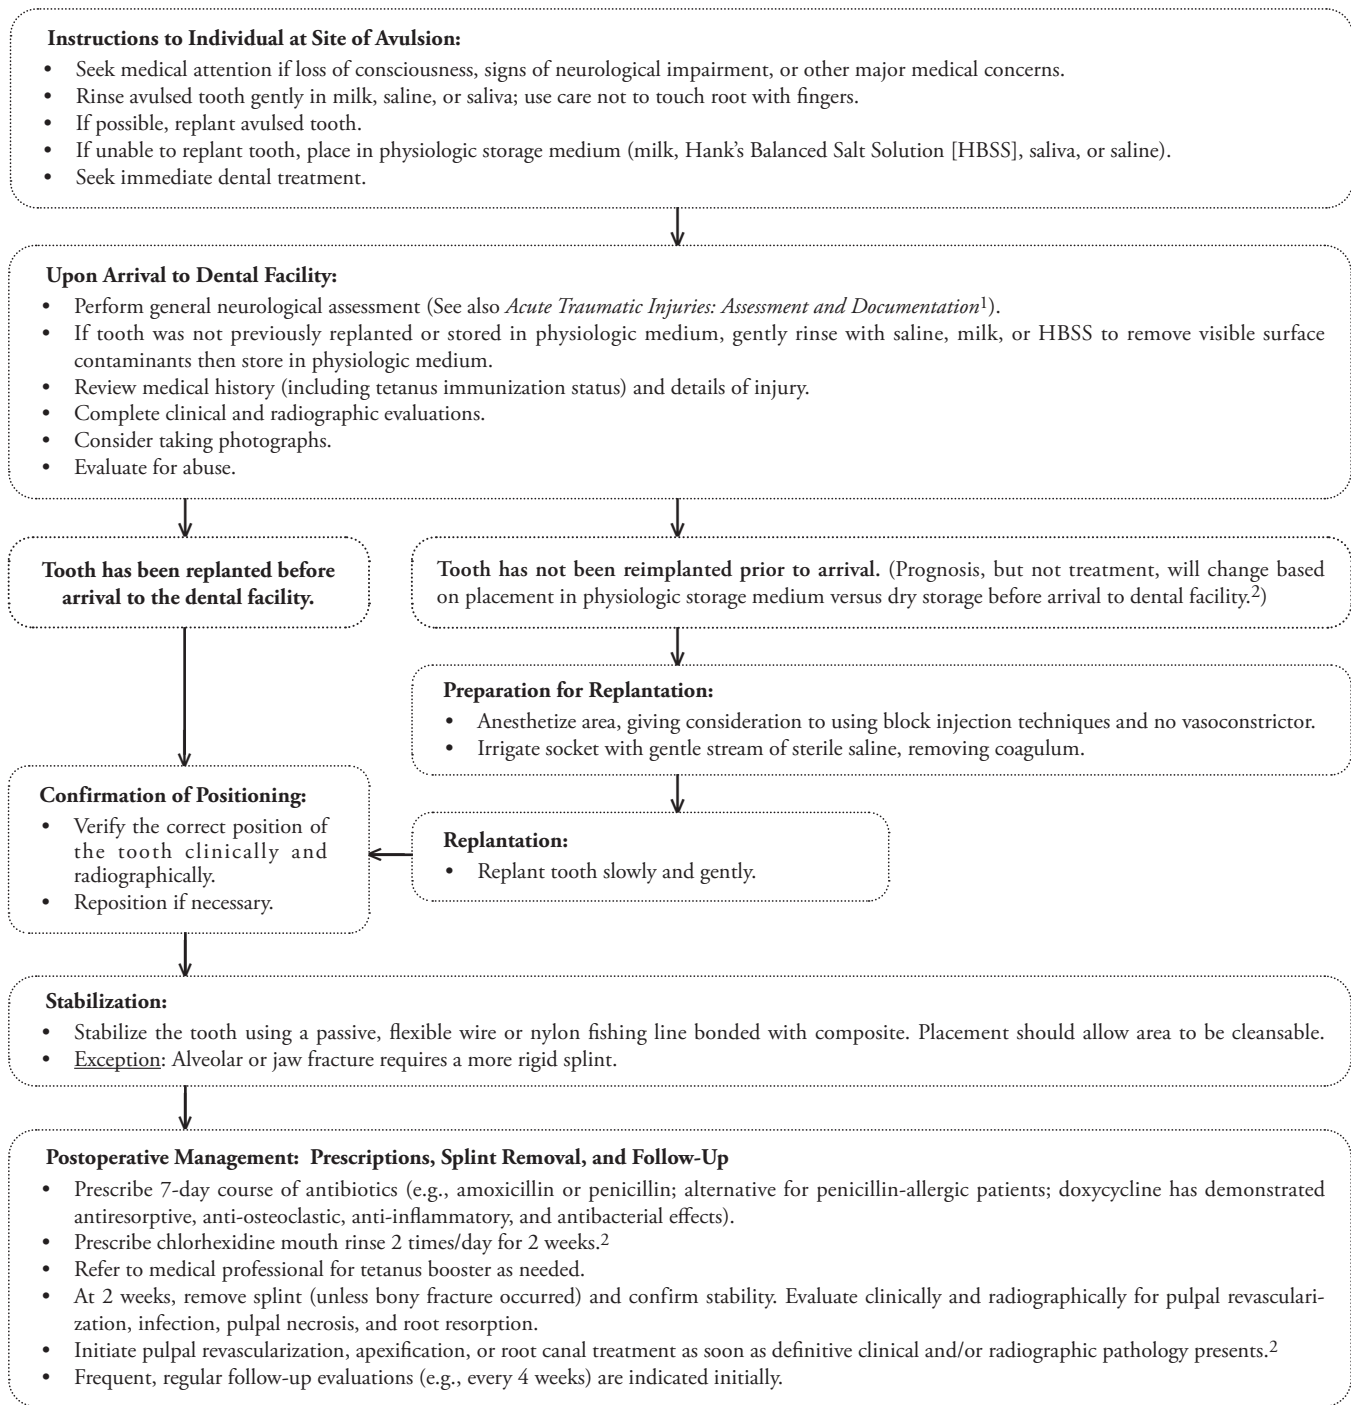 Instructions to Individual at Site of Avulsion:
• Seek medical attention if loss of consciousness, signs of neurological impairment, or other major medical concerns.
• Rinse avulsed tooth gently in milk, saline, or saliva; use care not to touch root with fingers.
• If possible, replant avulsed tooth.
• If unable to replant tooth, place in physiologic storage medium (milk, Hank's Balanced Salt Solution [HBSS], saliva, or saline).
• Seek immediate dental treatment.
Upon Arrival to Dental Facility:
• Perform general neurological assessment (See also Acute Traumatic Injuries: Assessment and Documentation1).
• If tooth was not previously replanted or stored in physiologic medium, gently rinse with saline, milk, or HBSS to remove visible surface
contaminants then store in physiologic medium.
• Review medical history (including tetanus immunization status) and details of injury.
• Complete clinical and radiographic evaluations.
• Consider taking photographs.
• Evaluate for abuse.
Tooth has been replanted before
arrival to the dental facility.
Tooth has not been reimplanted prior to arrival. (Prognosis, but not treatment, will change based
on placement in physiologic storage medium versus dry storage before arrival to dental facility.2)
Preparation for Replantation:
• Anesthetize area, giving consideration to using block injection techniques and no vasoconstrictor.
• Irrigate socket with gentle stream of sterile saline, removing coagulum.
Replantation:
• Replant tooth slowly and gently.
Confirmation of Positioning:
• Verify the correct position of
the tooth clinically and
radiographically.
• Reposition if necessary.
Stabilization:
• Stabilize the tooth using a passive, flexible wire or nylon fishing line bonded with composite. Placement should allow area to be cleansable.
• Exception: Alveolar or jaw fracture requires a more rigid splint.
Postoperative Management: Prescriptions, Splint Removal, and Follow-Up
• Prescribe 7-day course of antibiotics (e.g., amoxicillin or penicillin; alternative for penicillin-allergic patients; doxycycline has demonstrated
antiresorptive, anti-osteoclastic, anti-inflammatory, and antibacterial effects).
• Prescribe chlorhexidine mouth rinse 2 times/day for 2 weeks.2
• Refer to medical professional for tetanus booster as needed.
• At 2 weeks, remove splint (unless bony fracture occurred) and confirm stability. Evaluate clinically and radiographically for pulpal revasculari-
zation, infection, pulpal necrosis, and root resorption.
• Initiate pulpal revascularization, apexification, or root canal treatment as soon as definitive clinical and/or radiographic pathology presents.2
• Frequent, regular follow-up evaluations (e.g., every 4 weeks) are indicated initially.